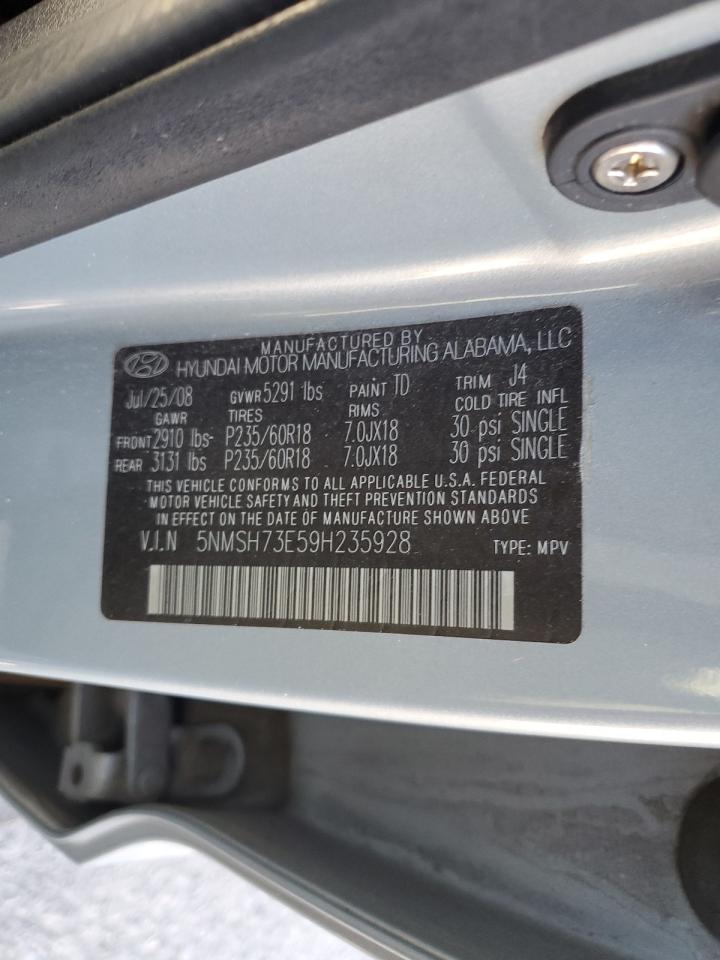 MANUFACTURED BY
HYUNDAI MOTOR MANUFACTURING ALABAMA, LLC
Jul/25/08 GVWR 5291 lbs PAINT TD TRIM J4
GAWR TIRES RIMS COLD TIRE INFL
FRONT 2910 lbs- P235/60R18 7.0JX18 30 psi SINGLE
REAR 3131 lbs P235/60R18 7.0JX18 30 psi SINGLE
THIS VEHICLE CONFORMS TO ALL APPLICABLE U.S.A. FEDERAL
MOTOR VEHICLE SAFETY AND THEFT PREVENTION STANDARDS
IN EFFECT ON THE DATE OF MANUFACTURE SHOWN ABOVE
V.I.N 5NMSH73E59H235928 TYPE: MPV